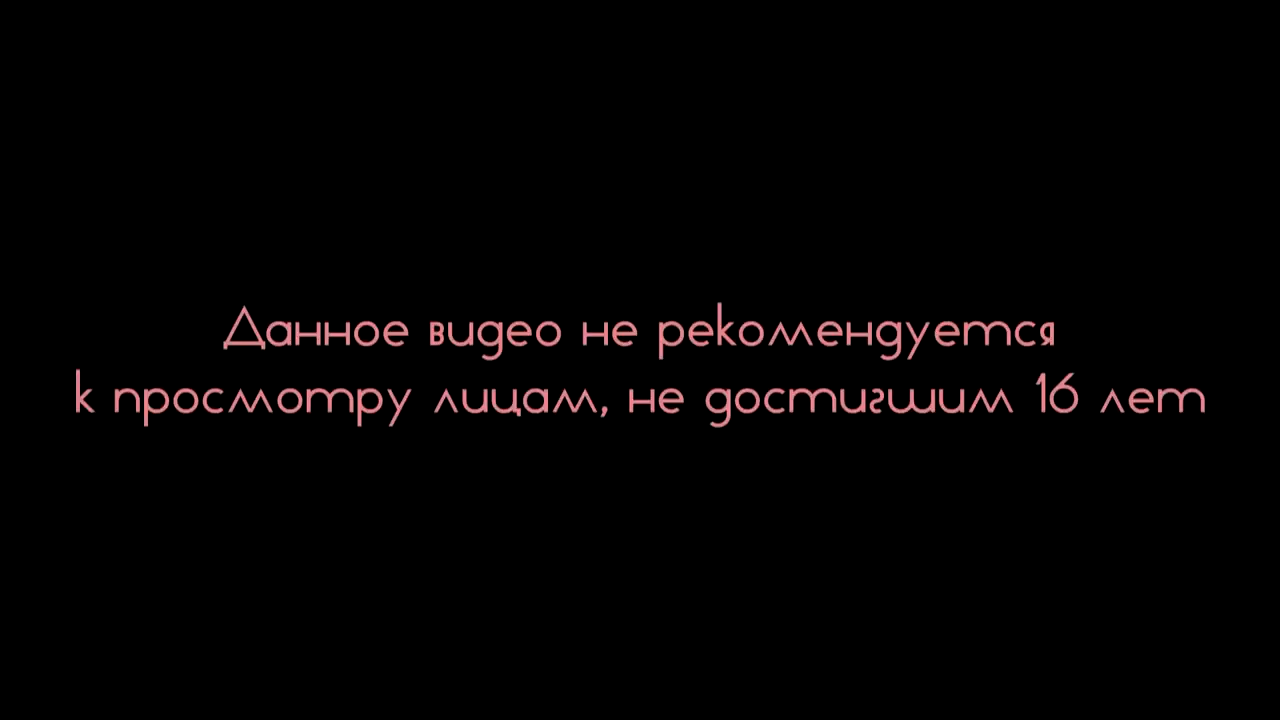 Данное видео не рекомендуется
к просмотру лицам, не достигшим 16 лет